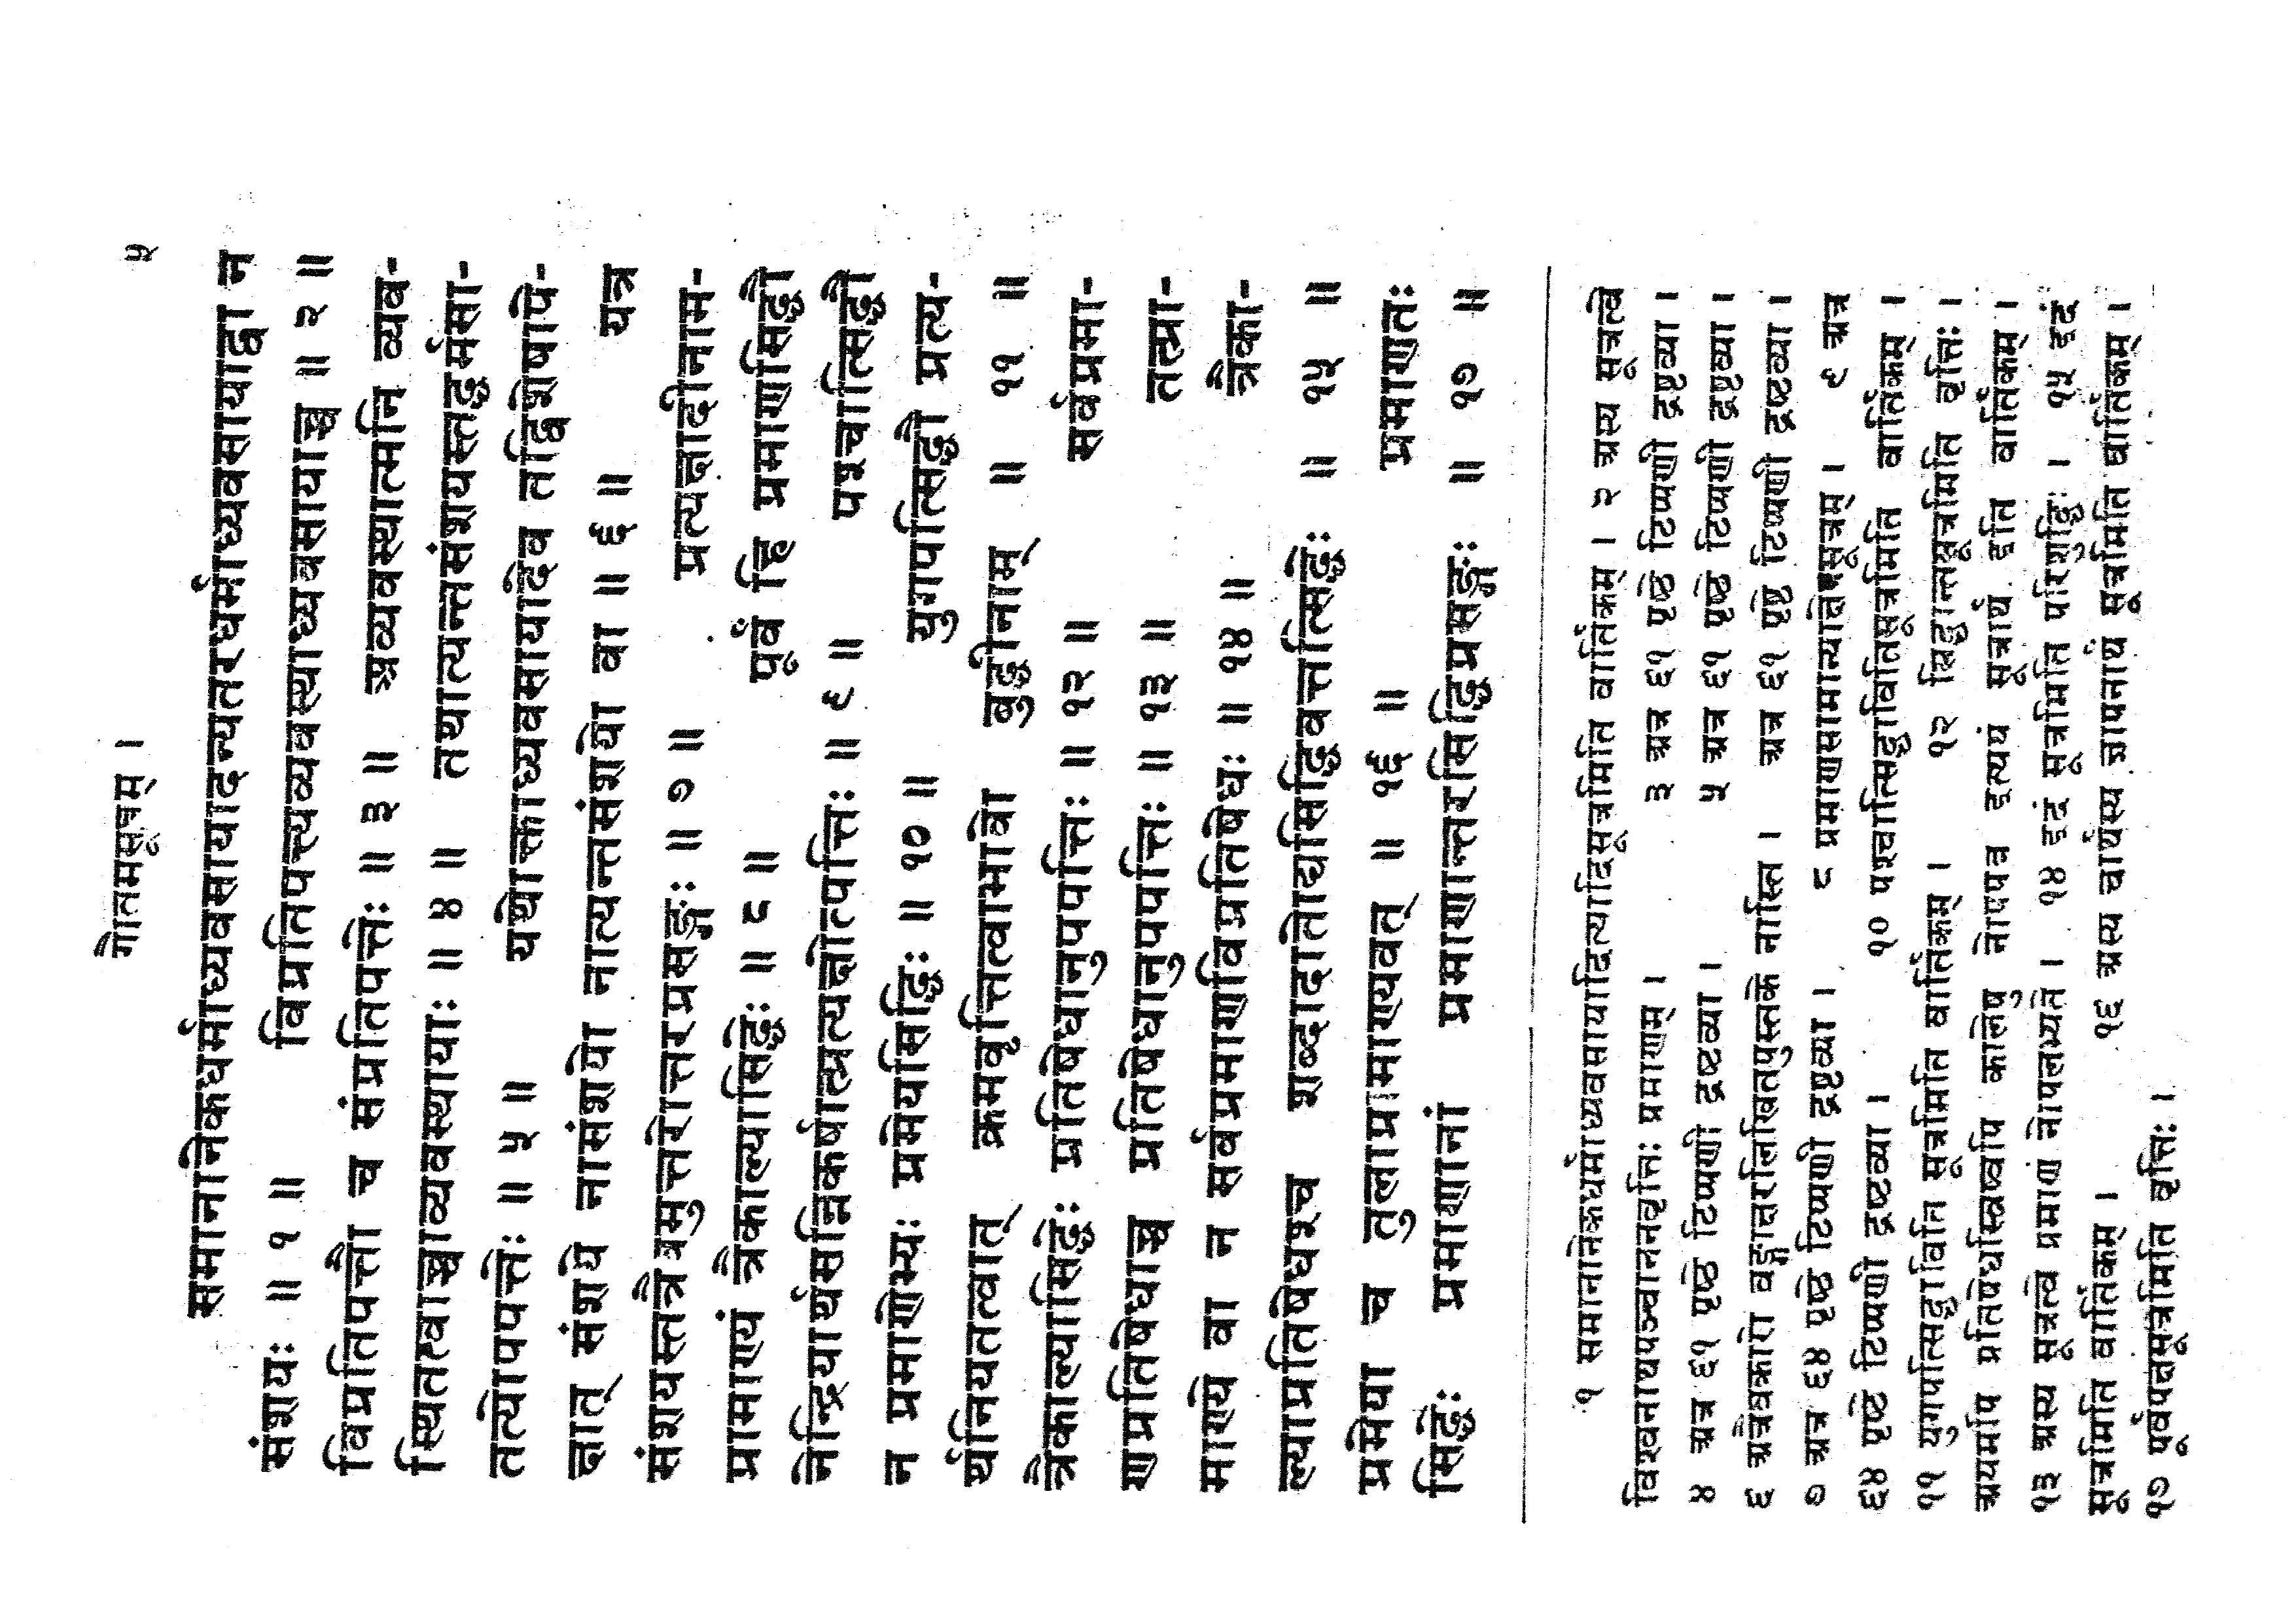 गौतमसूत्रम् । ५
समानानेकधर्माध्यवसायादन्यतरधर्माध्यवसायाद्वा न
संशयः ॥ १ ॥ विप्रतिपत्त्यव्यवस्थाध्यवसायाच्च ॥ २ ॥
विप्रतिपत्तौ च संप्रतिपत्तेः ॥ ३ ॥ अव्यवस्थात्मनि व्यव-
स्थितत्वाच्चाव्यवस्थायाः ॥ ४ ॥ तथात्यन्तसंशयस्तद्धर्मसा-
तत्योपपत्तेः ॥ ५ ॥ यथोक्ताध्यवसायादेव तद्विशेषापे-
क्षात् संशये नासंशयो नात्यन्तसंशयो वा ॥ ६ ॥ यत्र
संशयस्तत्रैवमुत्तरोत्तरप्रसङ्गः ॥ ७ ॥ प्रत्यक्षादीनाम-
प्रामाण्यं त्रैकाल्यासिद्धेः ॥ ८ ॥ पूर्वं हि प्रमाणसिद्धौ
नेन्द्रियार्थसन्निकर्षात्प्रत्यक्षोत्पत्तिः ॥ ९ ॥ पश्चात्सिद्धौ
न प्रमाणेभ्यः प्रमेयसिद्धिः ॥ १० ॥ युगपत्सिद्धौ प्रत्य-
र्थनियतत्वात् क्रमवृत्तित्वाभावो बुद्धीनाम् ॥ ११ ॥
त्रैकाल्यासिद्धेः प्रतिषेधानुपपत्तिः ॥ १२ ॥ सर्वप्रमा-
णप्रतिषेधाच्च प्रतिषेधानुपपत्तिः ॥ १३ ॥ तत्प्रा-
माण्ये वा न सर्वप्रमाणविप्रतिषेधः ॥ १४ ॥ त्रैका-
ल्याप्रतिषेधश्च शब्दादातोद्यसिद्धिवत्तत्सिद्धेः ॥ १५ ॥
प्रमेया च तुलाप्रामाण्यवत् ॥ १६ ॥ प्रमाणतः
सिद्धेः प्रमाणानां प्रमाणान्तरसिद्धिप्रसङ्गः ॥ १७ ॥
१ समानानेकधर्माध्यवसायादित्यादिसूत्रमिति वार्तिकम् । २ अस्य सूत्रत्वे
विश्वनाथपञ्चाननवृत्तिः प्रमाणम् । ३ अत्र ६१ पृष्ठे टिप्पणी द्रष्टव्या ।
४ अत्र ६१ पृष्ठे टिप्पणी द्रष्टव्या । ५ अत्र ६१ पृष्ठे टिप्पणी द्रष्टव्या ।
६ अत्रैवकारो वङ्गाक्षरलिखितपुस्तके नास्ति । अत्र ६१ पृष्ठे टिप्पणी द्रष्टव्या ।
७ अत्र ६४ पृष्ठे टिप्पणी द्रष्टव्या । ८ प्रमाणसामान्याक्षेपसूत्रम् । ९ अत्र
६४ पृष्ठे टिप्पणी द्रष्टव्या । १० पश्चात्सिद्धावितिसूत्रमिति वार्तिकम् ।
११ युगपत्सिद्धाविति सूत्रमिति वार्तिकम् । १२ सिद्धान्तसूत्रमिति वृत्तिः ।
अयमपि प्रतिषेधस्त्रिष्वपि कालेषु नोपपन्न इत्ययं सूत्रार्थ इति वार्तिकम् ।
१३ अस्य सूत्रत्वे प्रमाणं नोपलभ्यते । १४ इदं सूत्रमिति परिशुद्धिः । १५ इदं
सूत्रमिति वार्तिकम् । १६ अस्य चार्थस्य ज्ञापनार्थं सूत्रमिति वार्तिकम् ।
१७ पूर्वपक्षसूत्रमिति वृत्तिः ।